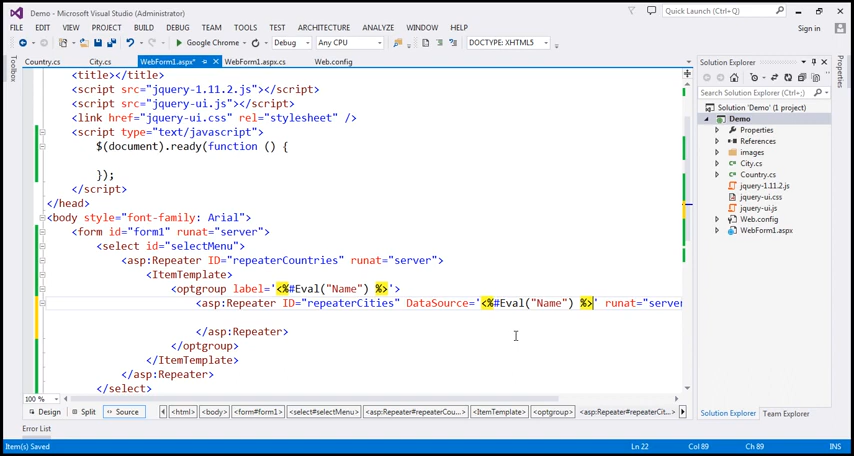 Demo - Microsoft Visual Studio (Administrator)
Quick Launch (Ctrl+Q)
FILE EDIT VIEW PROJECT BUILD DEBUG TEAM TOOLS TEST ARCHITECTURE ANALYZE WINDOW HELP
Sign in
Google Chrome Debug Any CPU DOCTYPE: XHTML5
Toolbox
Country.cs City.cs WebForm1.aspx* WebForm1.aspx.cs Web.config
<title></title>
<script src="jquery-1.11.2.js"></script>
<script src="jquery-ui.js"></script>
<link href="jquery-ui.css" rel="stylesheet" />
<script type="text/javascript">
$(document).ready(function () {
});
</script>
</head>
<body style="font-family: Arial">
<form id="form1" runat="server">
<select id="selectMenu">
<asp:Repeater ID="repeaterCountries" runat="server">
<ItemTemplate>
<optgroup label='<%#Eval("Name") %>'>
<asp:Repeater ID="repeaterCities" DataSource='<%#Eval("Name") %>' runat="server
</asp:Repeater>
</optgroup>
</ItemTemplate>
</asp:Repeater>
</select>
100 %
Design Split Source <html> <body> <form#form1> <select#selectMenu> <asp:Repeater#repeaterCou...> <ItemTemplate> <optgroup> <asp:Repeater#repeaterCit...>
Error List
Solution Explorer
Search Solution Explorer (Ctrl+;)
Solution 'Demo' (1 project)
Demo
Properties
References
images
City.cs
Country.cs
jquery-1.11.2.js
jquery-ui.css
jquery-ui.js
Web.config
WebForm1.aspx
Solution Explorer Team Explorer
Properties
Item(s) Saved Ln 22 Col 89 Ch 89 INS